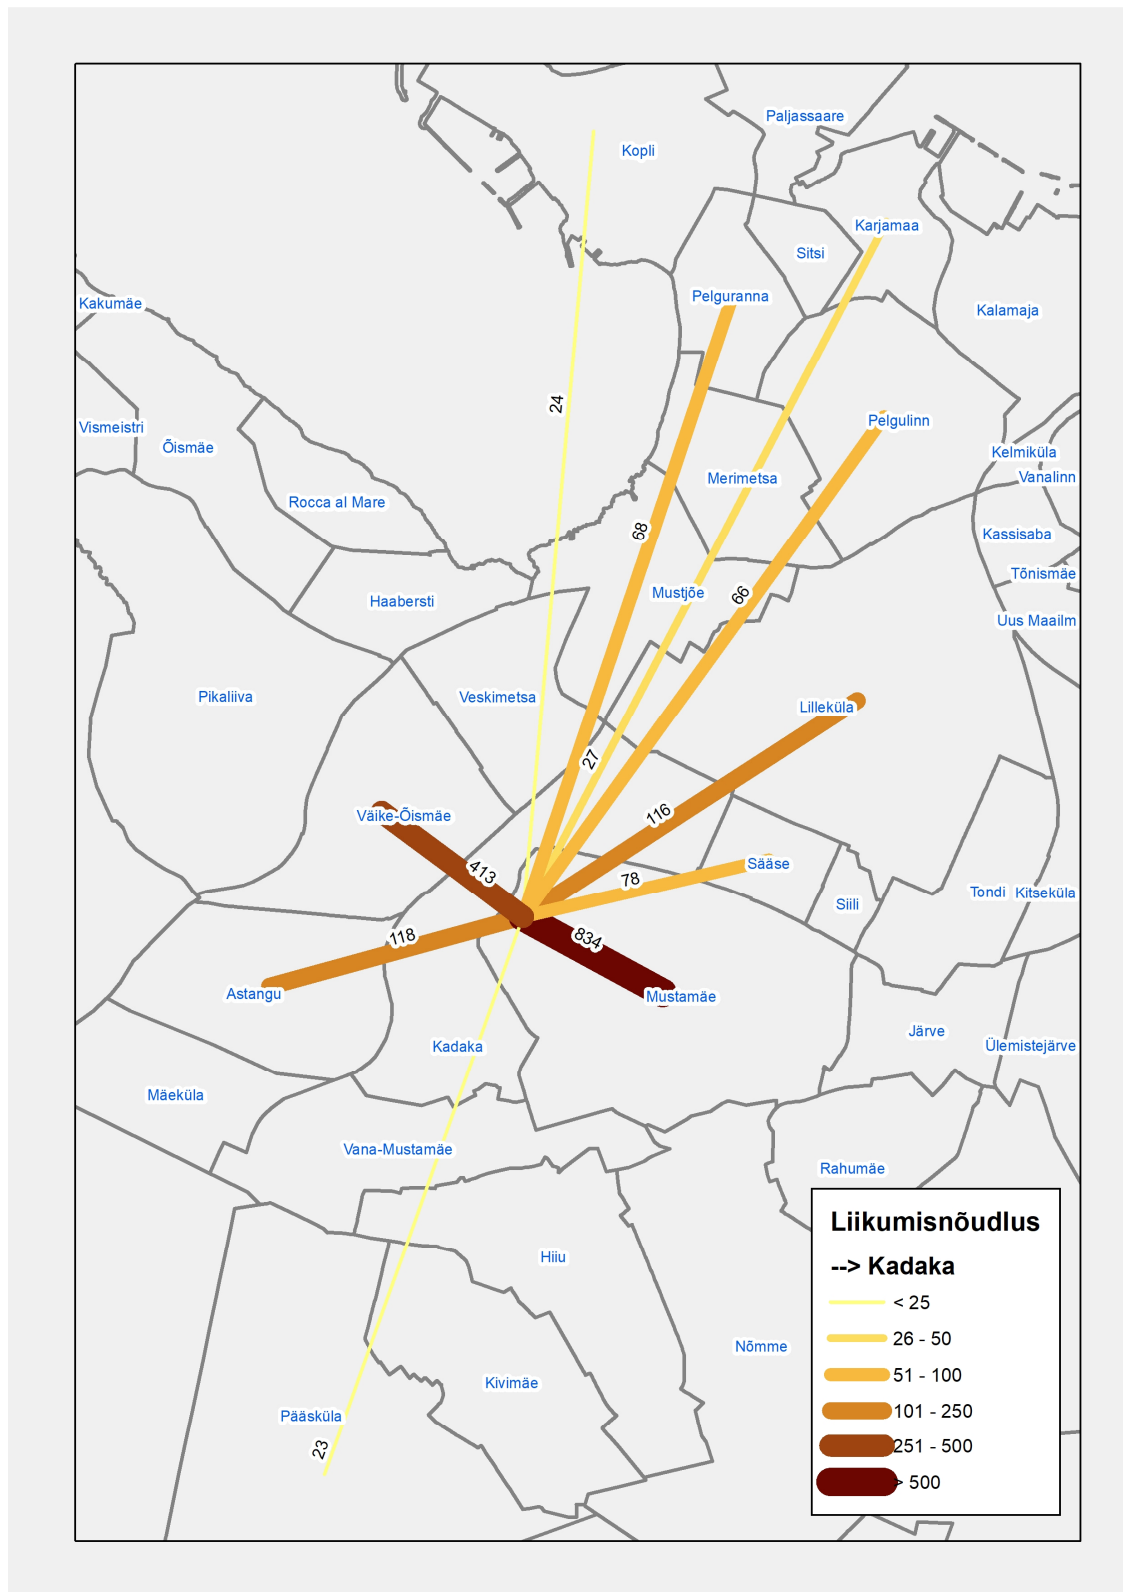 Paljassaare
Kopli
Karjamaa
Sitsi
Pelguranna
Kakumäe
Kalamaja
24
Pelgulinn
Vismeistri
Õismäe
Kelmiküla
Vanalinn
Merimetsa
Rocca al Mare
68
Kassisaba
Tõnismäe
Mustjõe
66
Haabersti
Uus Maailm
Pikaliiva
Veskimetsa
Lilleküla
27
116
Väike-Õismäe
413
78
Sääse
Siili
Tondi
Kitseküla
118
834
Astangu
Mustamäe
Järve
Kadaka
Ülemistejärve
Mäeküla
Vana-Mustamäe
Rahumäe
Hiiu
Nõmme
Kivimäe
Pääsküla
23
Liikumisnõudlus
--> Kadaka
< 25
26 - 50
51 - 100
101 - 250
251 - 500
> 500